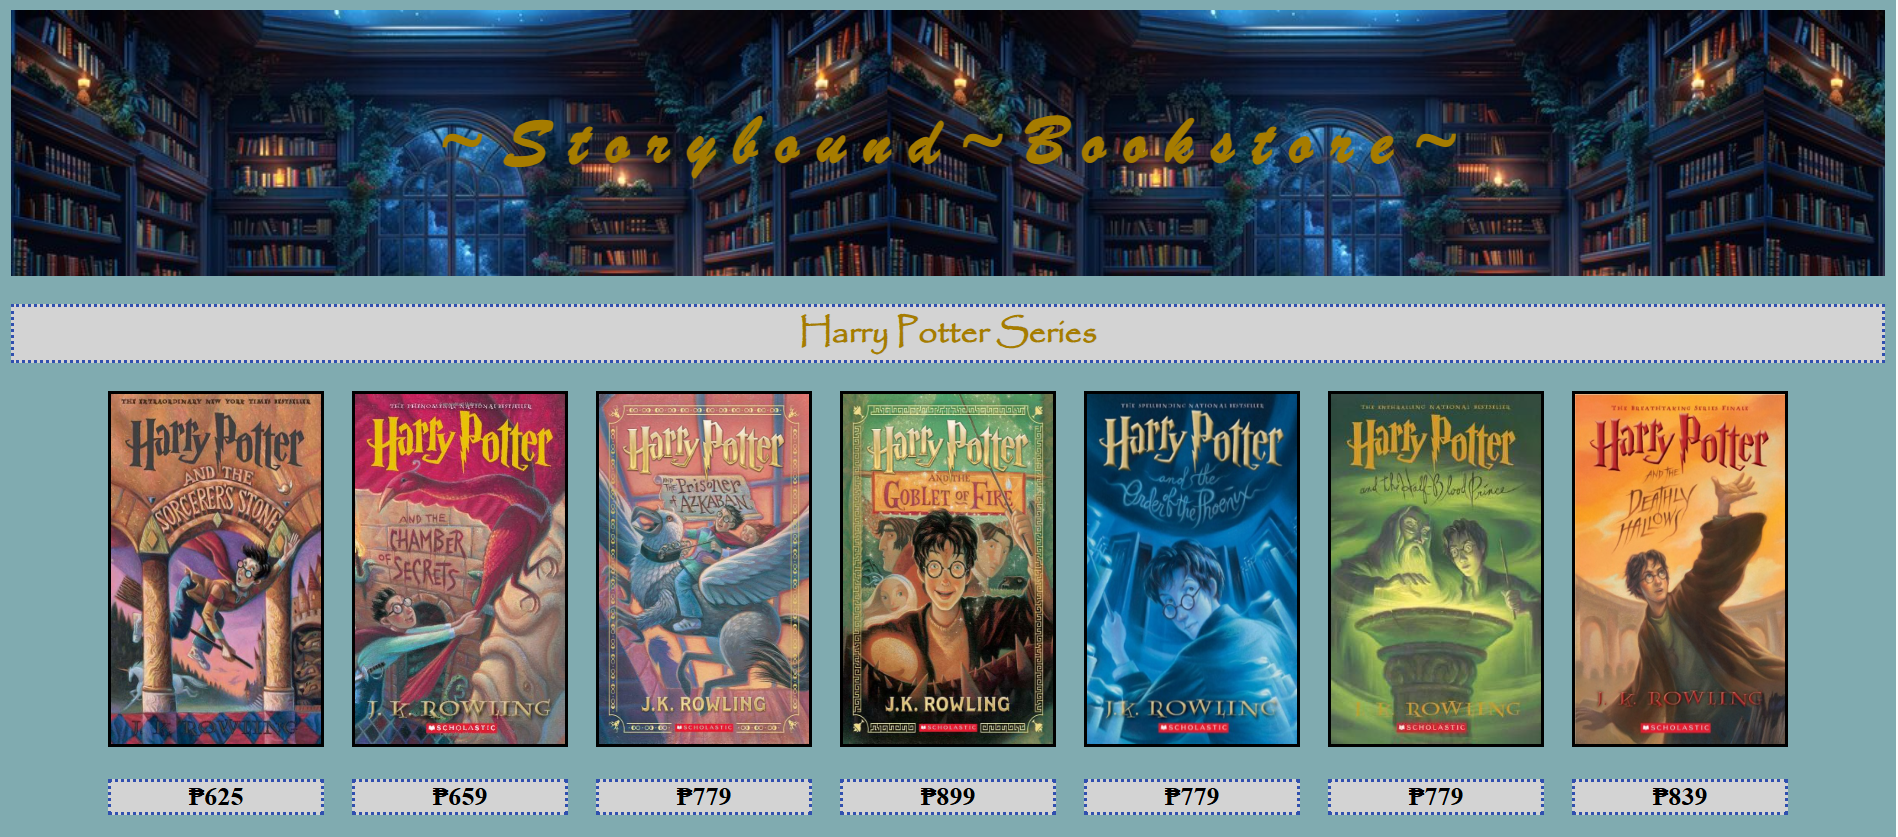 ~Storybound~Bookstore~
Harry Potter Series
THE EXTRAORDINARY NEW YORK TIMES BESTSELLER
Harry Potter
AND THE
SORCERER'S STONE
J. K. ROWLING
THE PHENOMENAL NATIONAL BESTSELLER
Harry Potter
AND THE
CHAMBER
OF SECRETS
J. K. ROWLING
SCHOLASTIC
Harry Potter
AND THE Prisoner
of AZKABAN
J.K. ROWLING
SCHOLASTIC
Harry Potter
AND THE
GOBLET OF FIRE
J.K. ROWLING
SCHOLASTIC
THE SPELLBINDING NATIONAL BESTSELLER
Harry Potter
and the
Order of the Phoenix
J. K. ROWLING
SCHOLASTIC
THE ENTHRALLING NATIONAL BESTSELLER
Harry Potter
and the Half-Blood Prince
J. K. ROWLING
SCHOLASTIC
THE BREATHTAKING SERIES FINALE
Harry Potter
AND THE
DEATHLY
HALLOWS
J. K. ROWLING
SCHOLASTIC
₱625
₱659
₱779
₱899
₱779
₱779
₱839